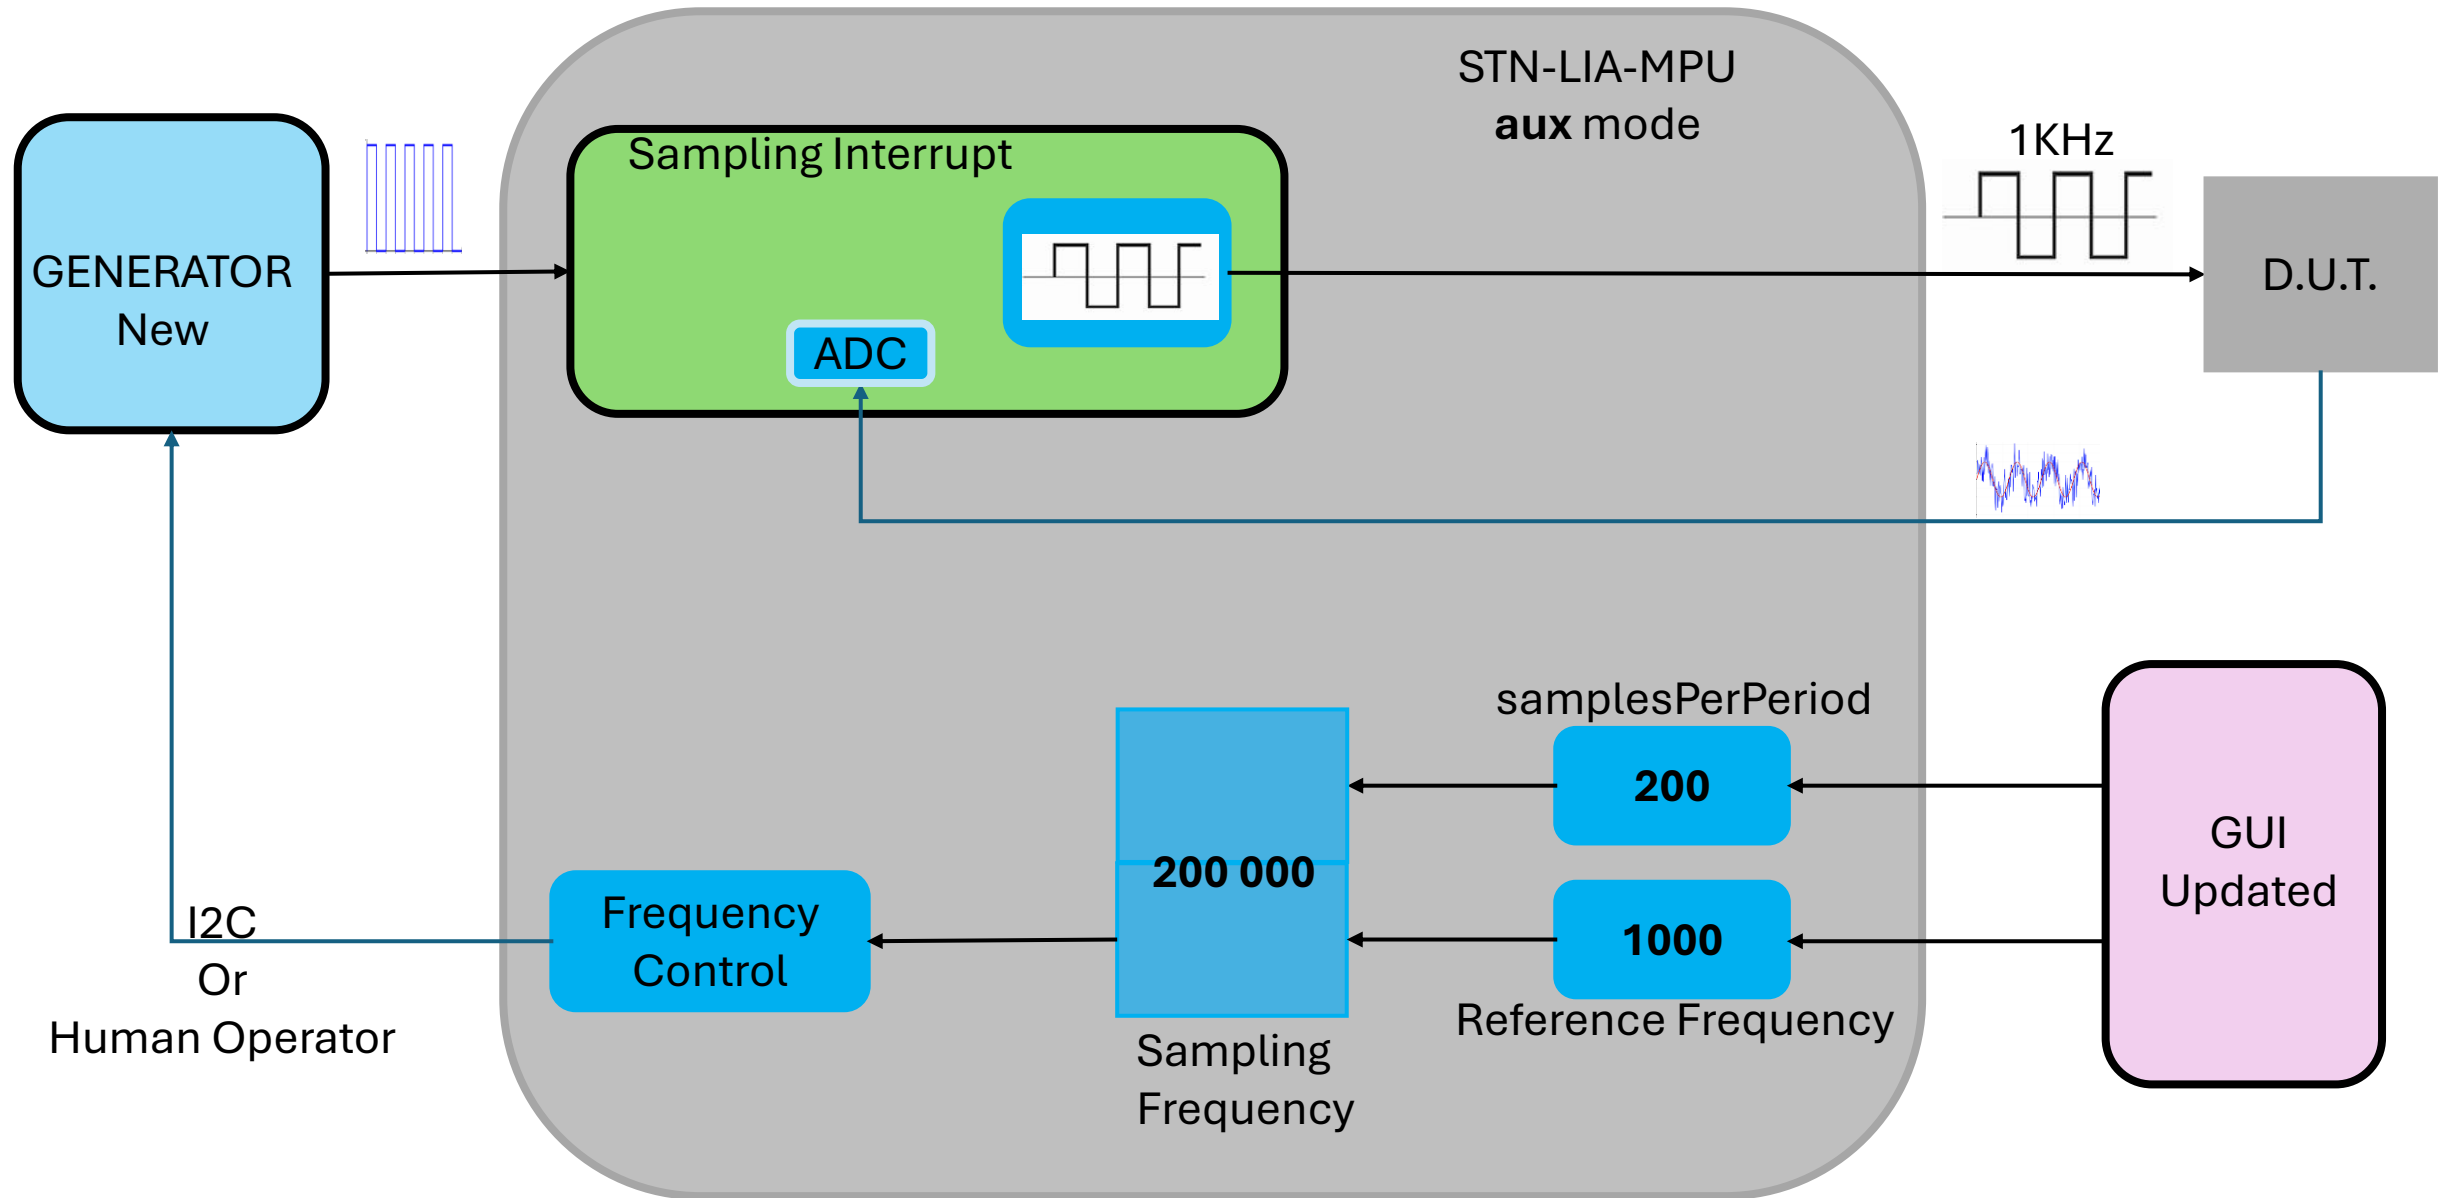 STN-LIA-MPU
aux mode
Sampling Interrupt
1KHz
GENERATOR
New
ADC
D.U.T.
samplesPerPeriod
200
200 000
1000
Reference Frequency
Sampling
Frequency
GUI
Updated
Frequency
Control
I2C
Or
Human Operator